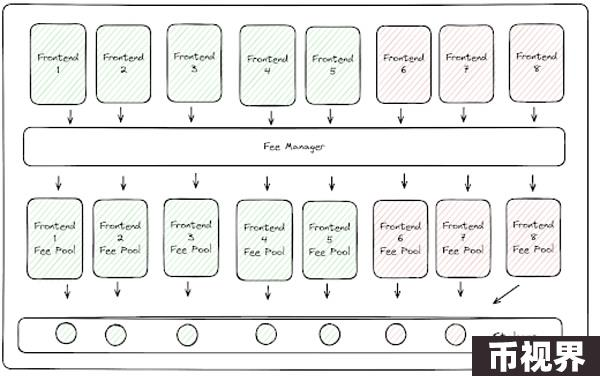 Frontend
1
Frontend
2
Frontend
3
Frontend
4
Frontend
5
Frontend
6
Frontend
7
Frontend
8
Fee Manager
Frontend
1
Fee Pool
Frontend
2
Fee Pool
Frontend
3
Fee Pool
Frontend
4
Fee Pool
Frontend
5
Fee Pool
Frontend
6
Fee Pool
Frontend
7
Fee Pool
Frontend
8
Fee Pool
币视界